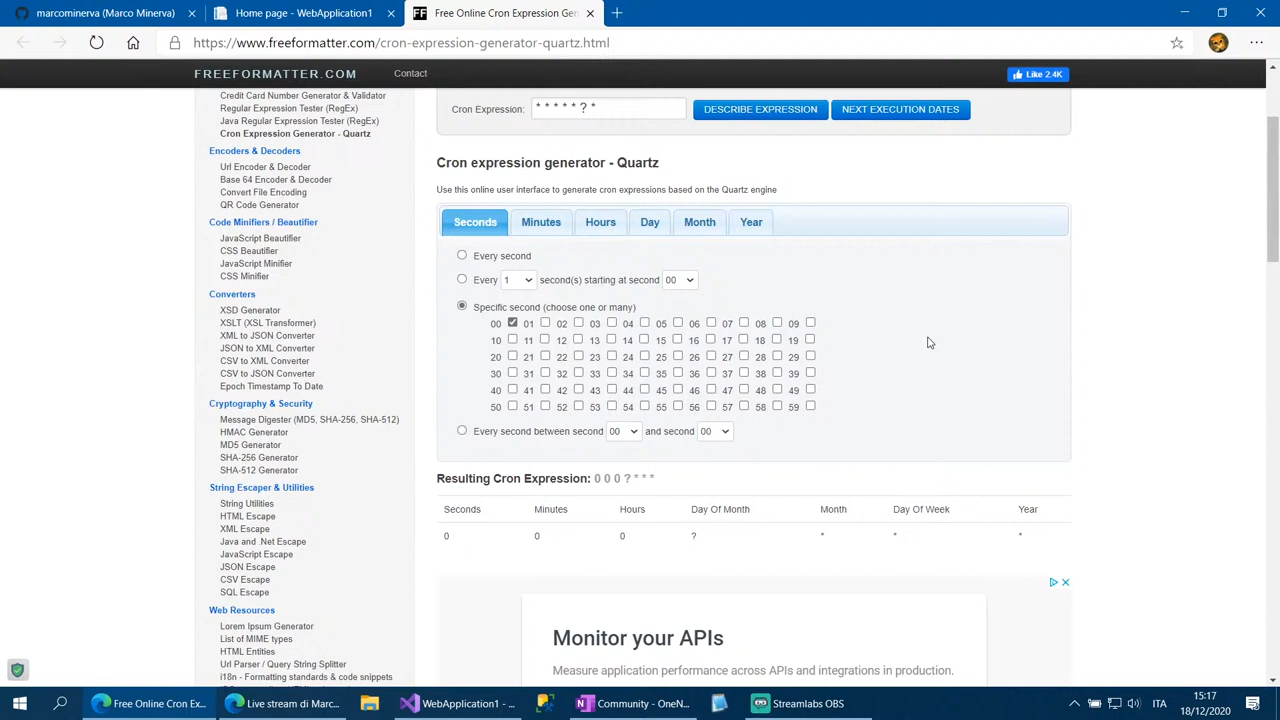 marcominerva (Marco Minerva)
Home page - WebApplication1
Free Online Cron Expression Gen
https://www.freeformatter.com/cron-expression-generator-quartz.html
FREEFORMATTER.COM
Contact
Like 2.4K
Credit Card Number Generator & Validator
Regular Expression Tester (RegEx)
Java Regular Expression Tester (RegEx)
Cron Expression Generator - Quartz
Encoders & Decoders
Url Encoder & Decoder
Base 64 Encoder & Decoder
Convert File Encoding
QR Code Generator
Code Minifiers / Beautifier
JavaScript Beautifier
CSS Beautifier
JavaScript Minifier
CSS Minifier
Converters
XSD Generator
XSLT (XSL Transformer)
XML to JSON Converter
JSON to XML Converter
CSV to XML Converter
CSV to JSON Converter
Epoch Timestamp To Date
Cryptography & Security
Message Digester (MD5, SHA-256, SHA-512)
HMAC Generator
MD5 Generator
SHA-256 Generator
SHA-512 Generator
String Escaper & Utilities
String Utilities
HTML Escape
XML Escape
Java and .Net Escape
JavaScript Escape
JSON Escape
CSV Escape
SQL Escape
Web Resources
Lorem Ipsum Generator
List of MIME types
HTML Entities
Url Parser / Query String Splitter
i18n - Formatting standards & code snippets
Cron Expression: * * * * * ? * DESCRIBE EXPRESSION NEXT EXECUTION DATES
Cron expression generator - Quartz
Use this online user interface to generate cron expressions based on the Quartz engine
Seconds Minutes Hours Day Month Year
Every second
Every 1 second(s) starting at second 00
Specific second (choose one or many)
00 01 02 03 04 05 06 07 08 09
10 11 12 13 14 15 16 17 18 19
20 21 22 23 24 25 26 27 28 29
30 31 32 33 34 35 36 37 38 39
40 41 42 43 44 45 46 47 48 49
50 51 52 53 54 55 56 57 58 59
Every second between second 00 and second 00
Resulting Cron Expression: 0 0 0 ? * * *
Seconds Minutes Hours Day Of Month Month Day Of Week Year
0 0 0 ? * * *
Monitor your APIs
Measure application performance across APIs and integrations in production.
Free Online Cron Ex...
Live stream di Marc...
WebApplication1 - ...
Community - OneN...
Streamlabs OBS
ITA
15:17
18/12/2020